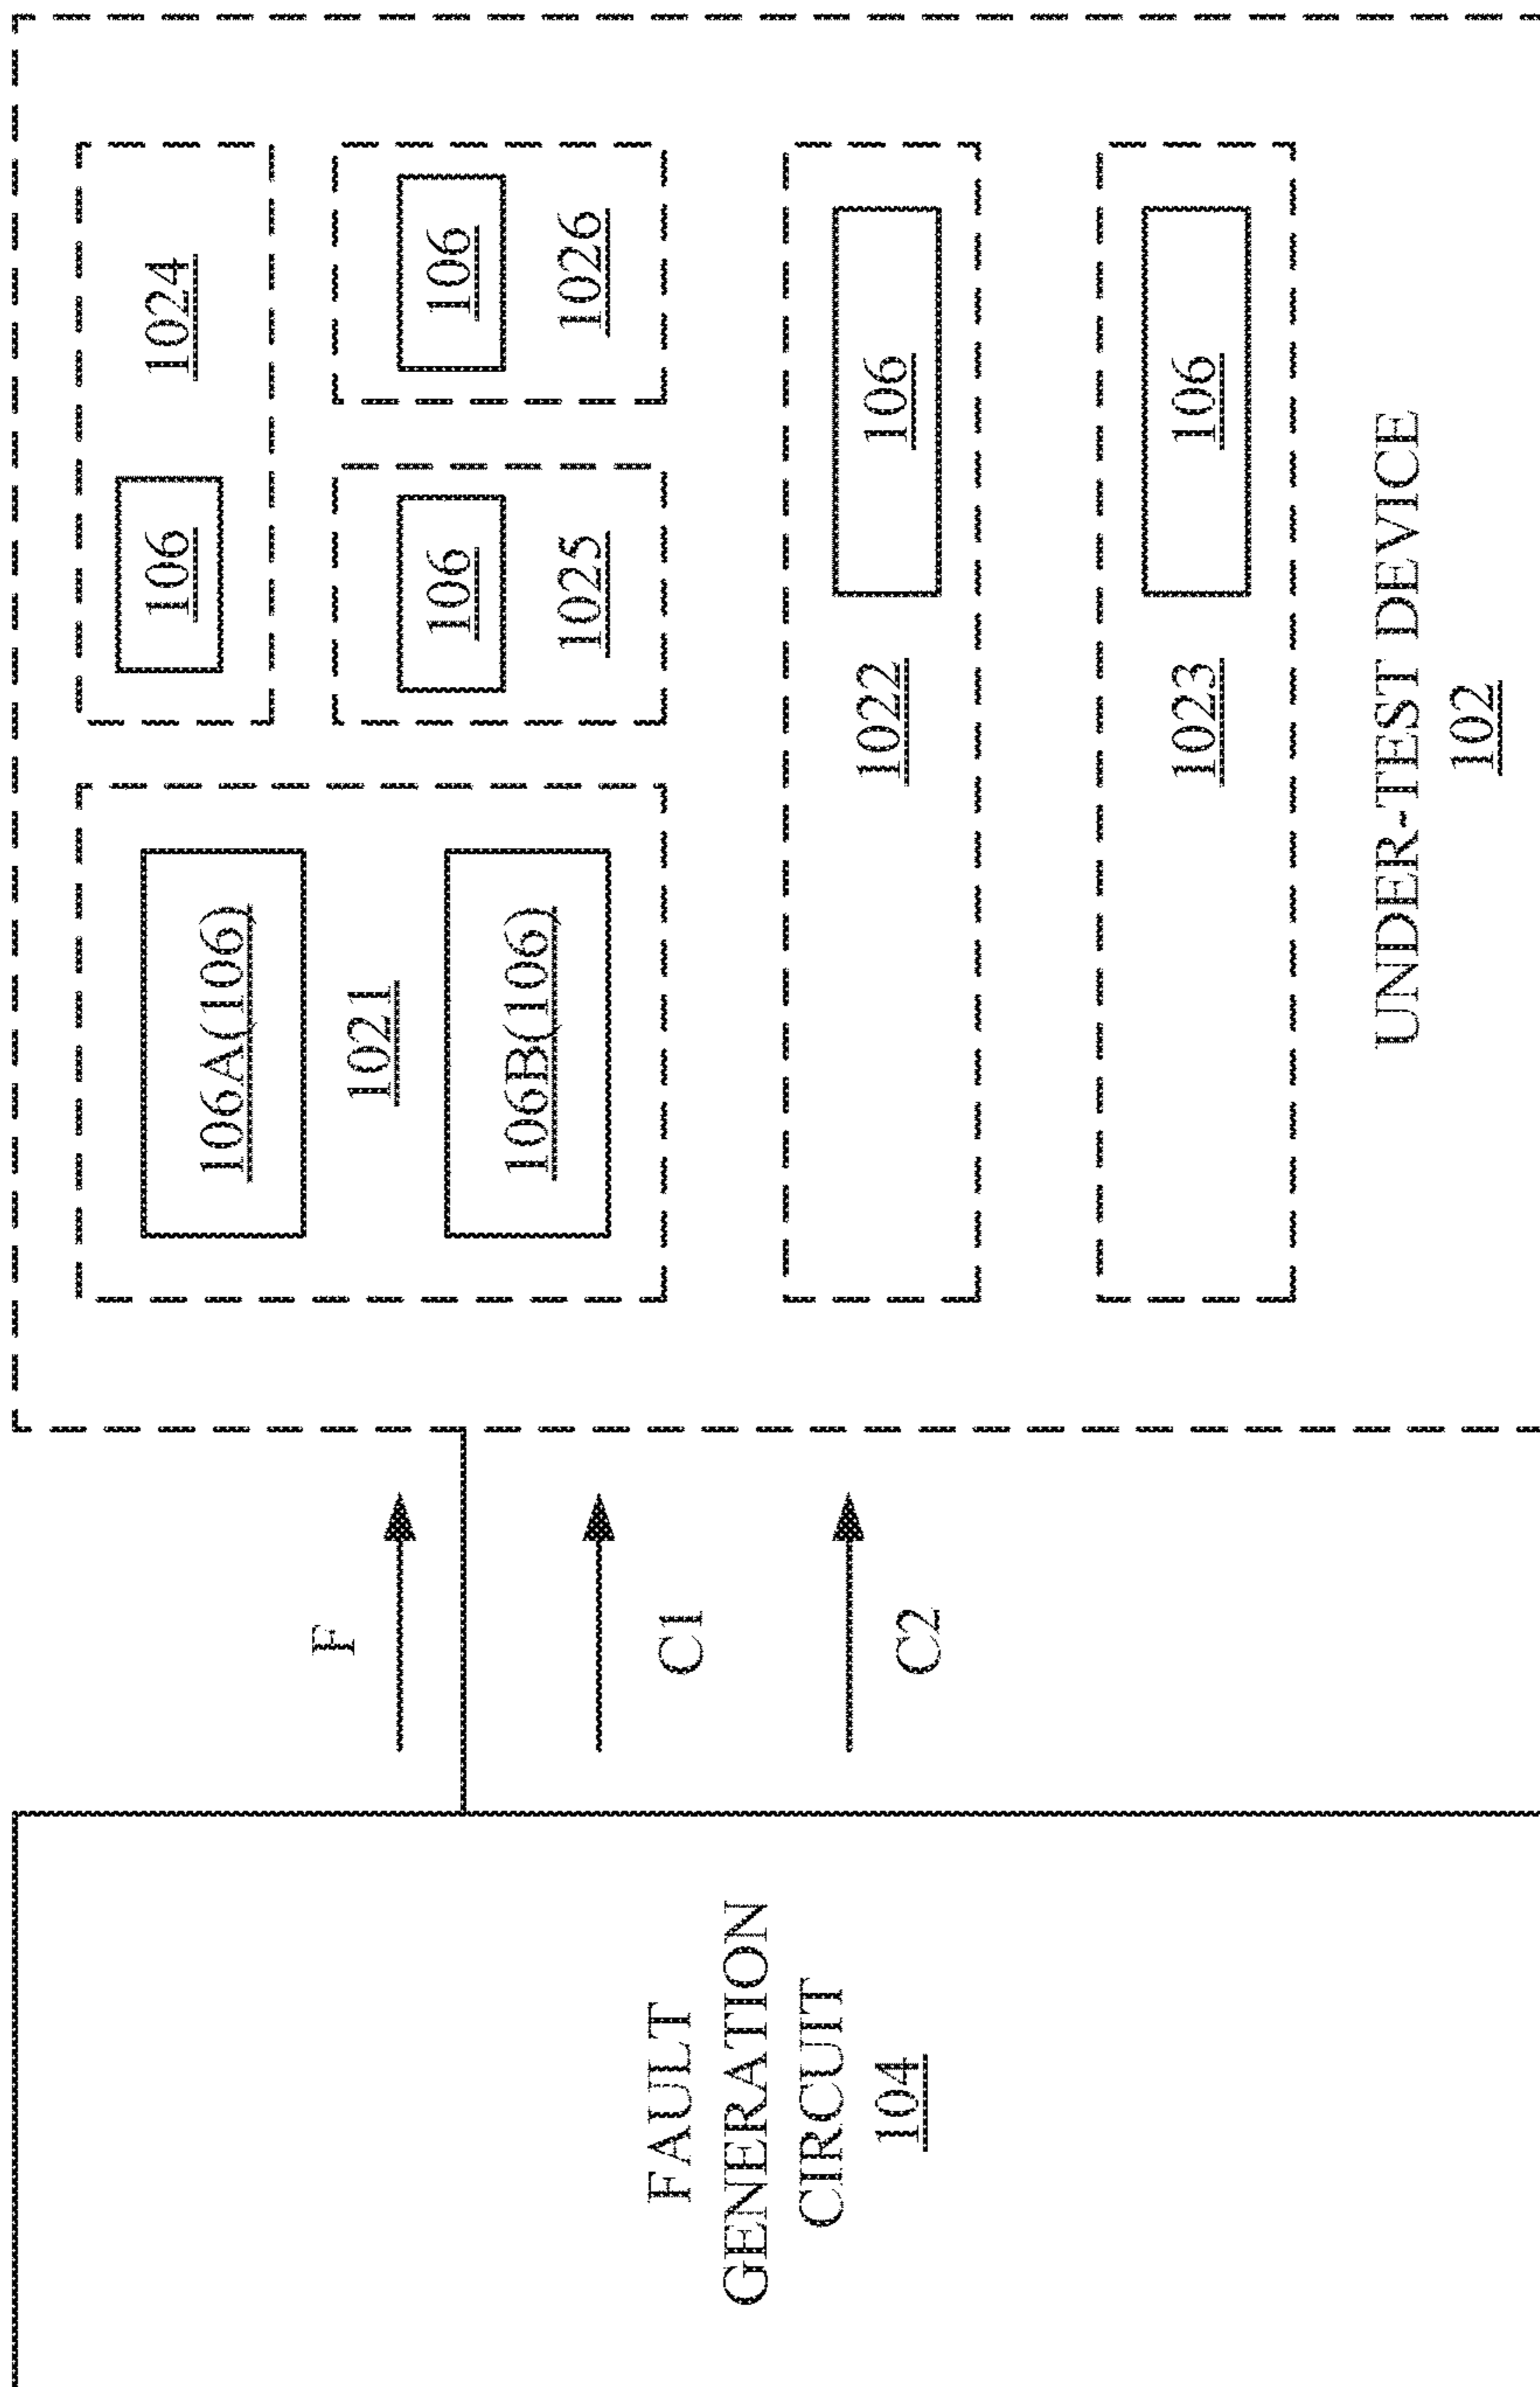 FAULT
GENERATION
CIRCUIT
104
F
C1
C2
106A(106)
1021
106B(106)
106
1024
106
1025
106
1026
1022
106
1023
106
UNDER-TEST DEVICE
102